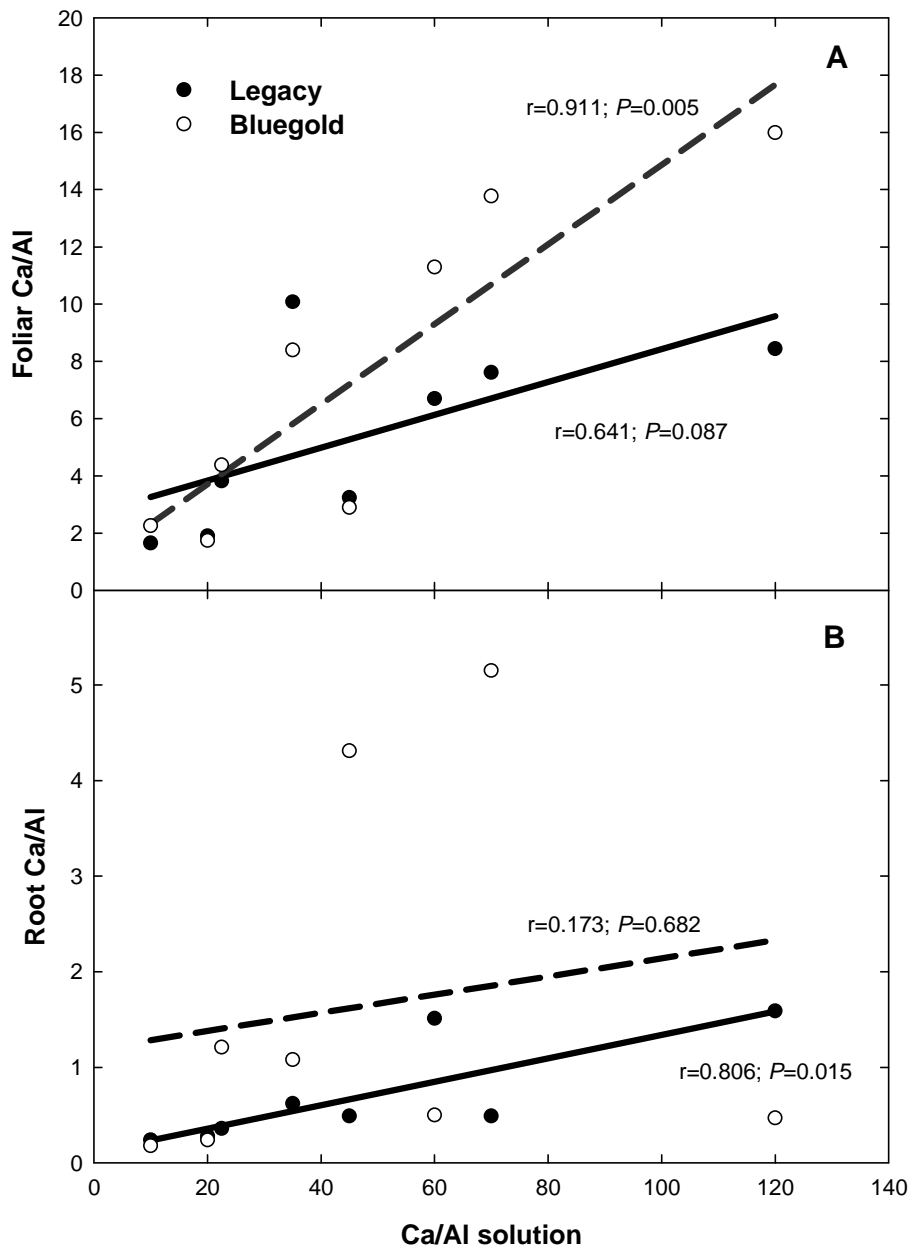 20
18
16
14
12
10
8
6
4
2
0
Foliar Ca/Al
A
Legacy
Bluegold
r=0.911; P=0.005
r=0.641; P=0.087
5
4
3
2
1
0
Root Ca/Al
B
r=0.173; P=0.682
r=0.806; P=0.015
0 20 40 60 80 100 120 140
Ca/Al solution